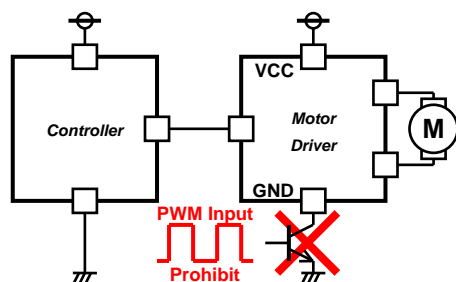 VCC
Controller
Motor
Driver
M
GND
PWM Input
Prohibit